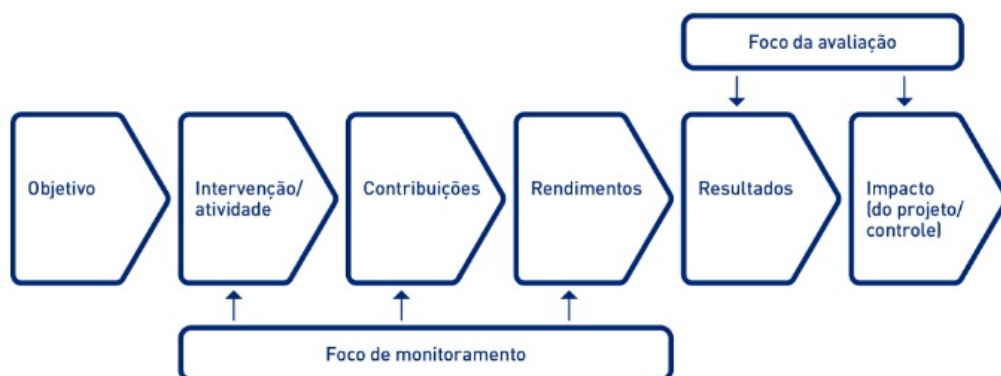 Foco da avaliação
Objetivo
Intervenção/
atividade
Contribuições
Rendimentos
Resultados
Impacto
(do projeto/
controle)
Foco de monitoramento